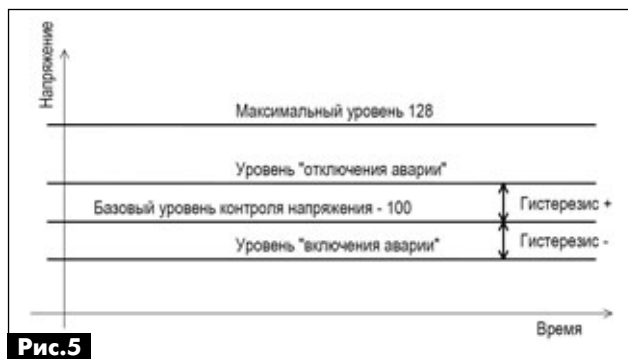 Напряжение
Максимальный уровень 128
Уровень "отключения аварии"
Базовый уровень контроля напряжения - 100
Гистерезис +
Уровень "включения аварии"
Гистерезис -
Время
Рис.5